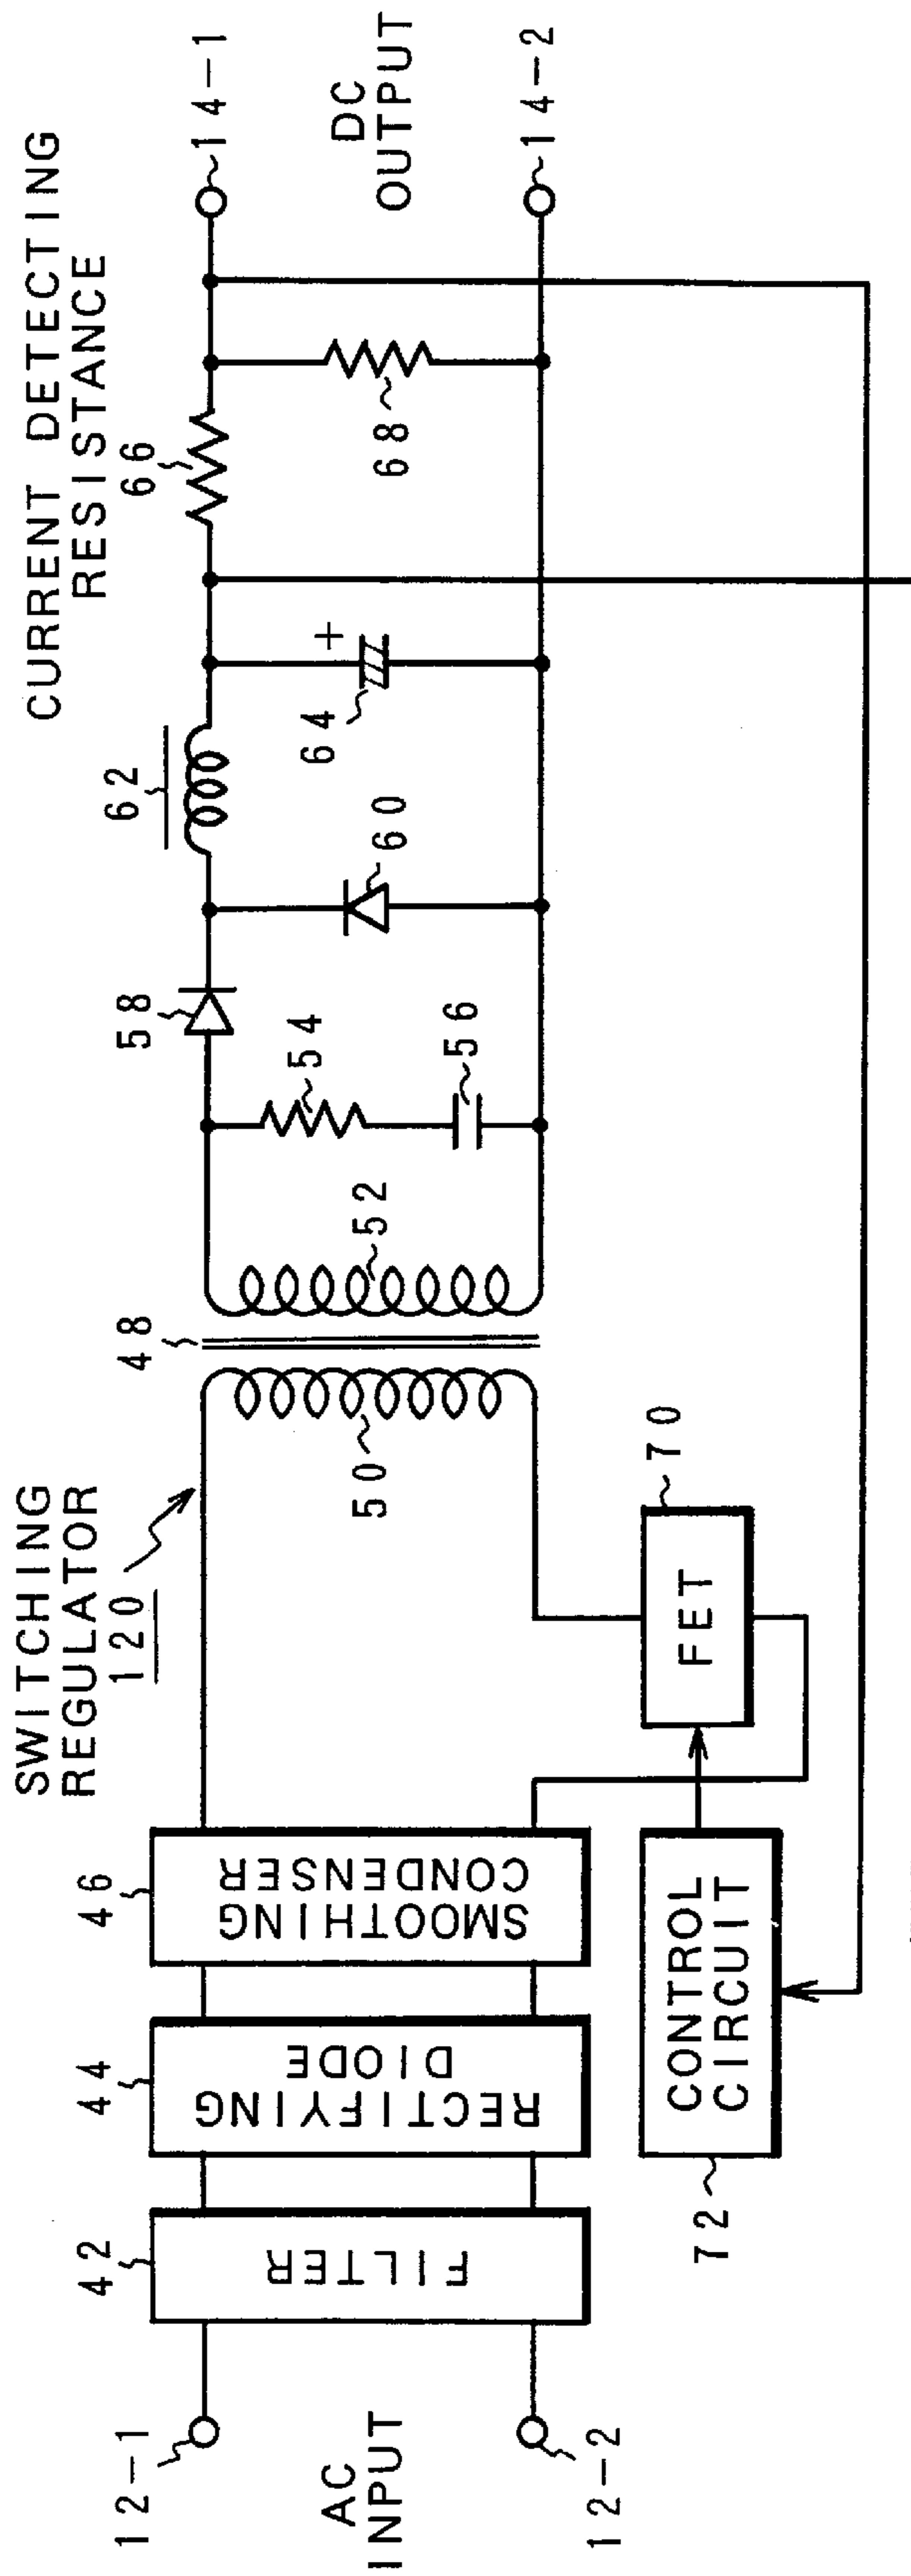 SWITCHING
REGULATOR
120
CURRENT DETECTING
RESISTANCE
66
62
58
48
46
44
42
12-1
14-1
AC
INPUT
FILTER
RECTIFYING
DIODE
SMOOTHING
CONDENSER
50
52
54
56
60
64
+
68
DC
OUTPUT
12-2
14-2
72
CONTROL
CIRCUIT
FET
70